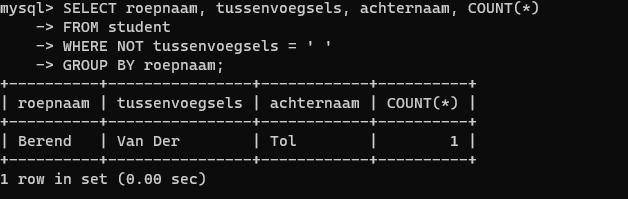 mysql> SELECT roepnaam, tussenvoegsels, achternaam, COUNT(*)
    -> FROM student
    -> WHERE NOT tussenvoegsels = ' '
    -> GROUP BY roepnaam;
+----------+----------------+------------+----------+
| roepnaam | tussenvoegsels | achternaam | COUNT(*) |
+----------+----------------+------------+----------+
| Berend   | Van Der        | Tol        |        1 |
+----------+----------------+------------+----------+
1 row in set (0.00 sec)